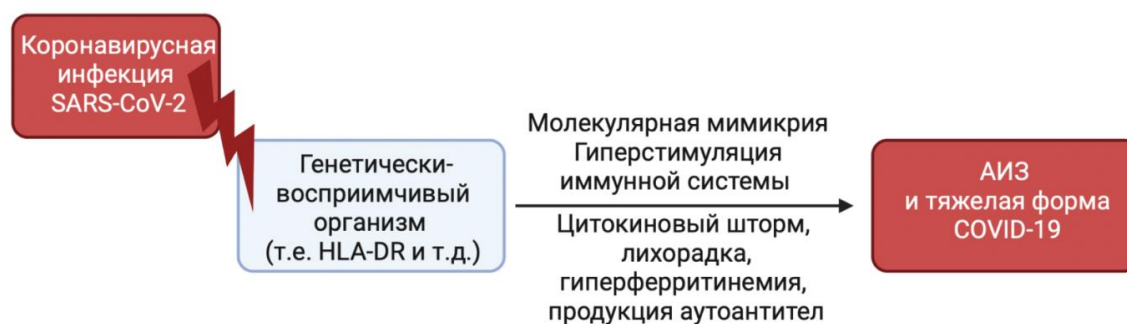 Коронавирусная
инфекция
SARS-CoV-2
Генетически-
восприимчивый
организм
(т.е. HLA-DR и т.д.)
Молекулярная мимикрия
Гиперстимуляция
иммунной системы
Цитокиновый шторм,
лихорадка,
гиперферритинемия,
продукция аутоантител
АИЗ
и тяжелая форма
COVID-19